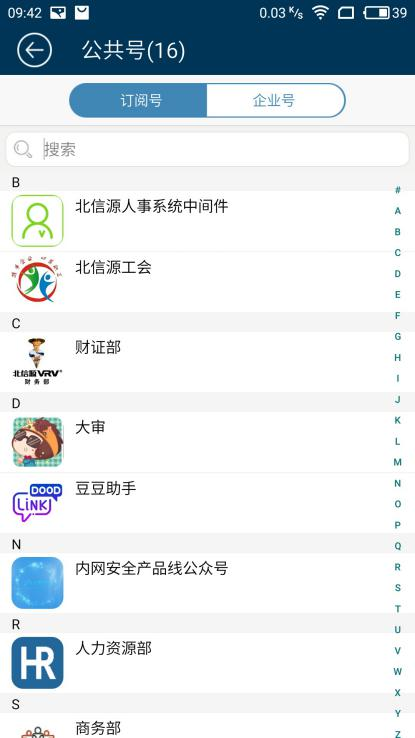 09:42
0.03 K/s
39
公共号(16)
订阅号
企业号
搜索
B
北信源人事系统中间件
北信源工会
C
财证部
北信源VRV
财务部
D
大审
DOOD
LiNK
豆豆助手
N
内网安全产品线公众号
R
HR
人力资源部
S
商务部
#
A
B
C
D
E
F
G
H
I
J
K
L
M
N
O
P
Q
R
S
T
U
V
W
X
Y
Z